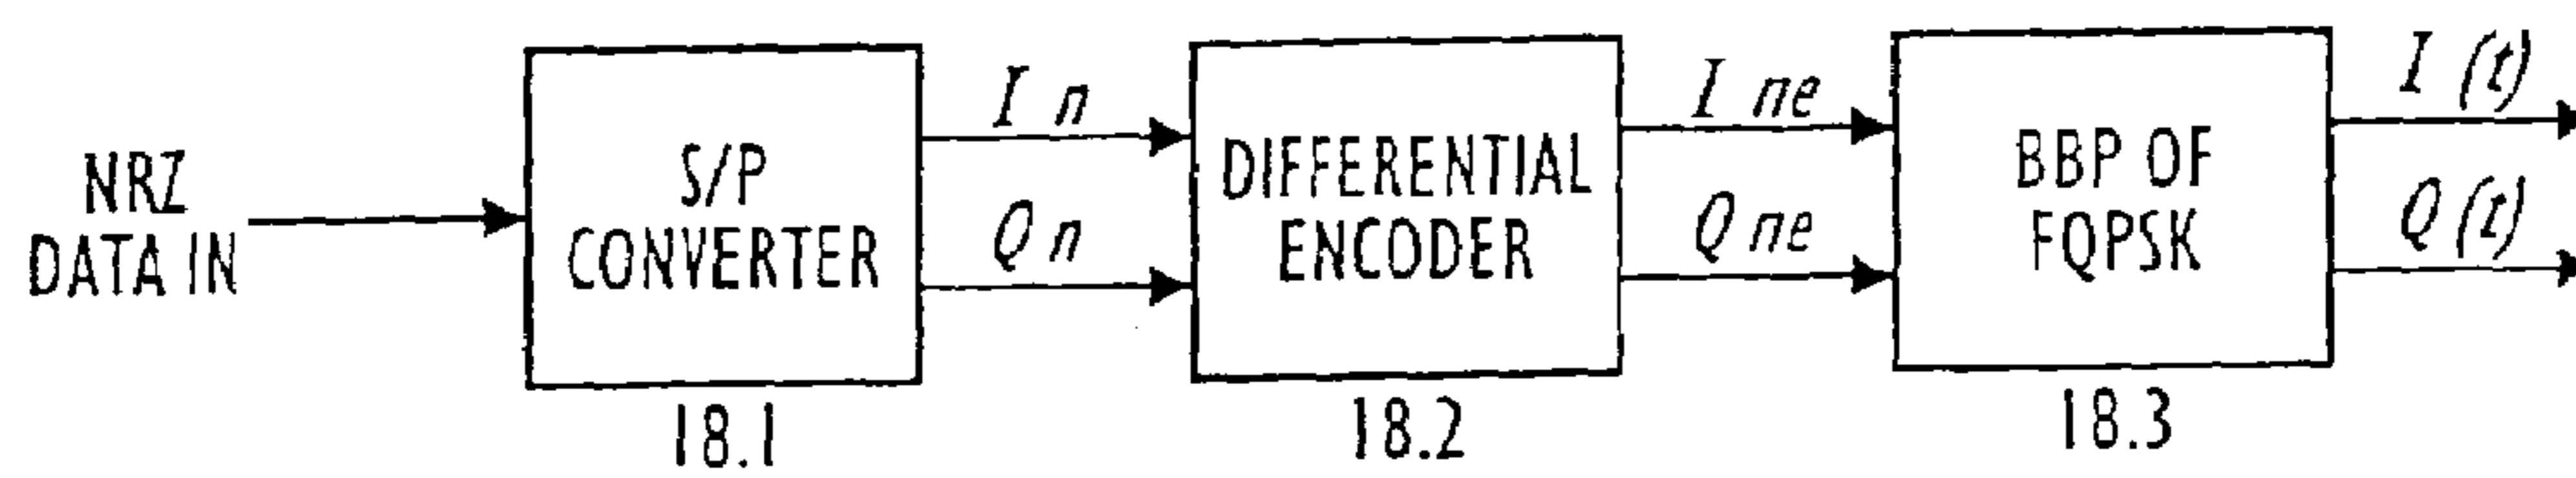 NRZ
DATA IN
S/P
CONVERTER
18.1
I n
Q n
DIFFERENTIAL
ENCODER
18.2
I ne
Q ne
BBP OF
FQPSK
18.3
I (t)
Q (t)